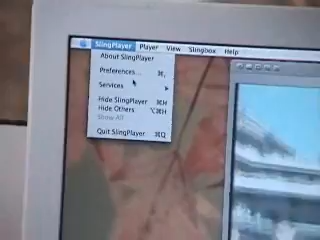 SlingPlayer Player View Slingbox Help
About SlingPlayer
Preferences... ⌘,
Services
Hide SlingPlayer ⌘H
Hide Others ⌥⌘H
Show All
Quit SlingPlayer ⌘Q